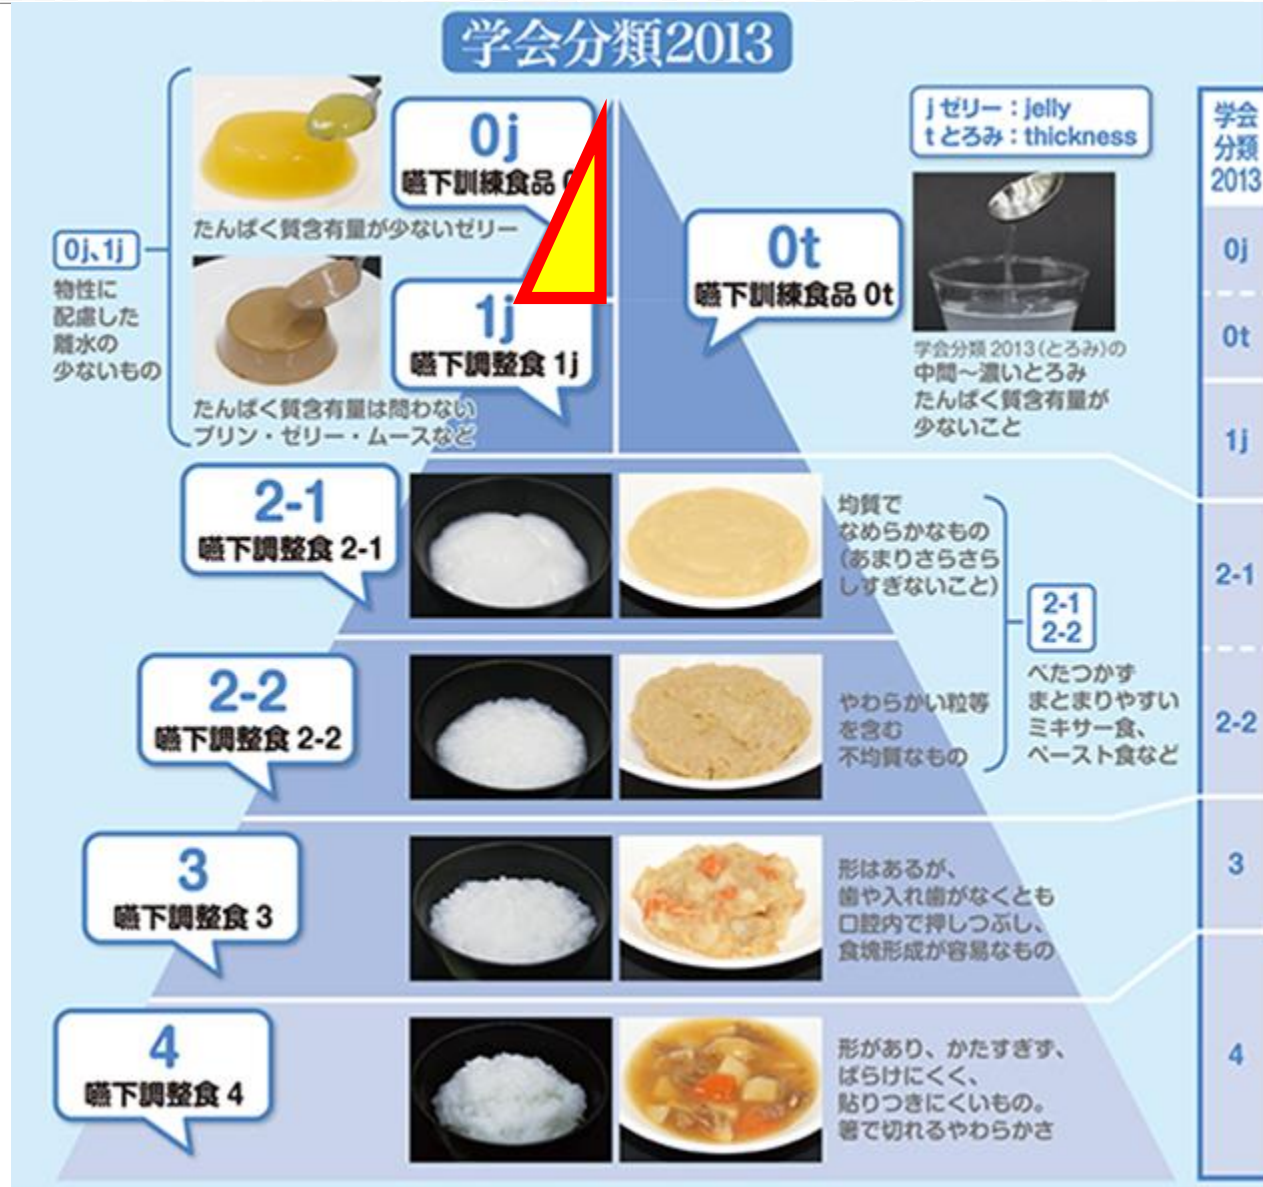 学会分類2013
0j
嚥下訓練食品
たんぱく質含有量が少ないゼリー
0j、1j
物性に
配慮した
離水の
少ないもの
1j
嚥下調整食 1j
たんぱく質含有量は問わない
プリン・ゼリー・ムースなど
j ゼリー：jelly
t とろみ：thickness
0t
嚥下訓練食品 0t
学会分類 2013(とろみ)の
中間〜濃いとろみ
たんぱく質含有量が
少ないこと
2-1
嚥下調整食 2-1
均質で
なめらかなもの
(あまりさらさら
しすぎないこと)
2-1
2-2
べたつかず
まとまりやすい
ミキサー食、
ペースト食など
2-2
嚥下調整食 2-2
やわらかい粒等
を含む
不均質なもの
3
嚥下調整食 3
形はあるが、
歯や入れ歯がなくとも
口腔内で押しつぶし、
食塊形成が容易なもの
4
嚥下調整食 4
形があり、かたすぎず、
ばらけにくく、
貼りつきにくいもの。
箸で切れるやわらかさ
学会
分類
2013
0j
0t
1j
2-1
2-2
3
4